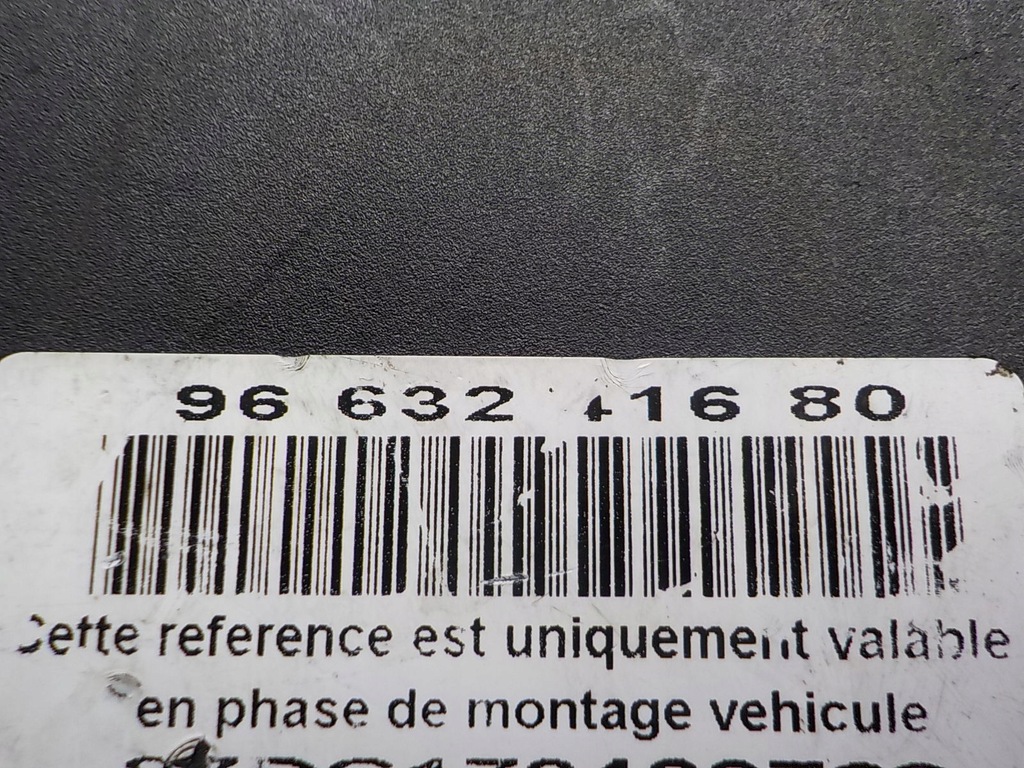 96 632 416 80
Cette reference est uniquement valable
en phase de montage vehicule